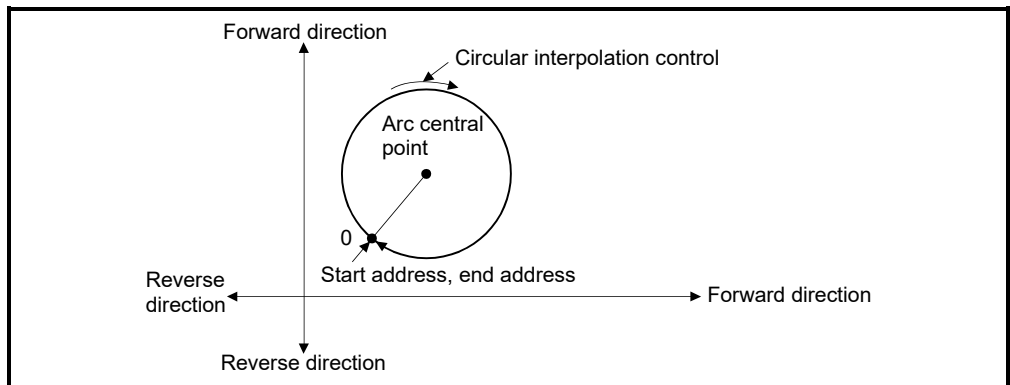 Forward direction
Circular interpolation control
Arc central
point
0
Start address, end address
Reverse
direction
Forward direction
Reverse direction